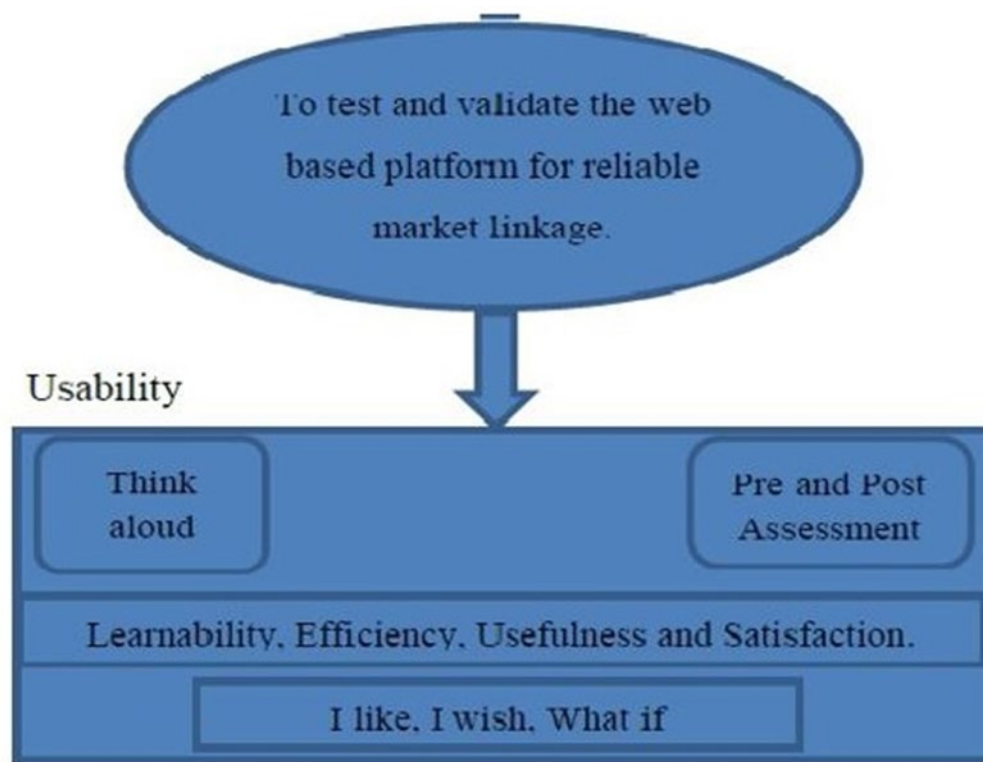 To test and validate the web
based platform for reliable
market linkage.
Usability
Think
aloud
Pre and Post
Assessment
Learnability, Efficiency, Usefulness and Satisfaction.
I like, I wish, What if